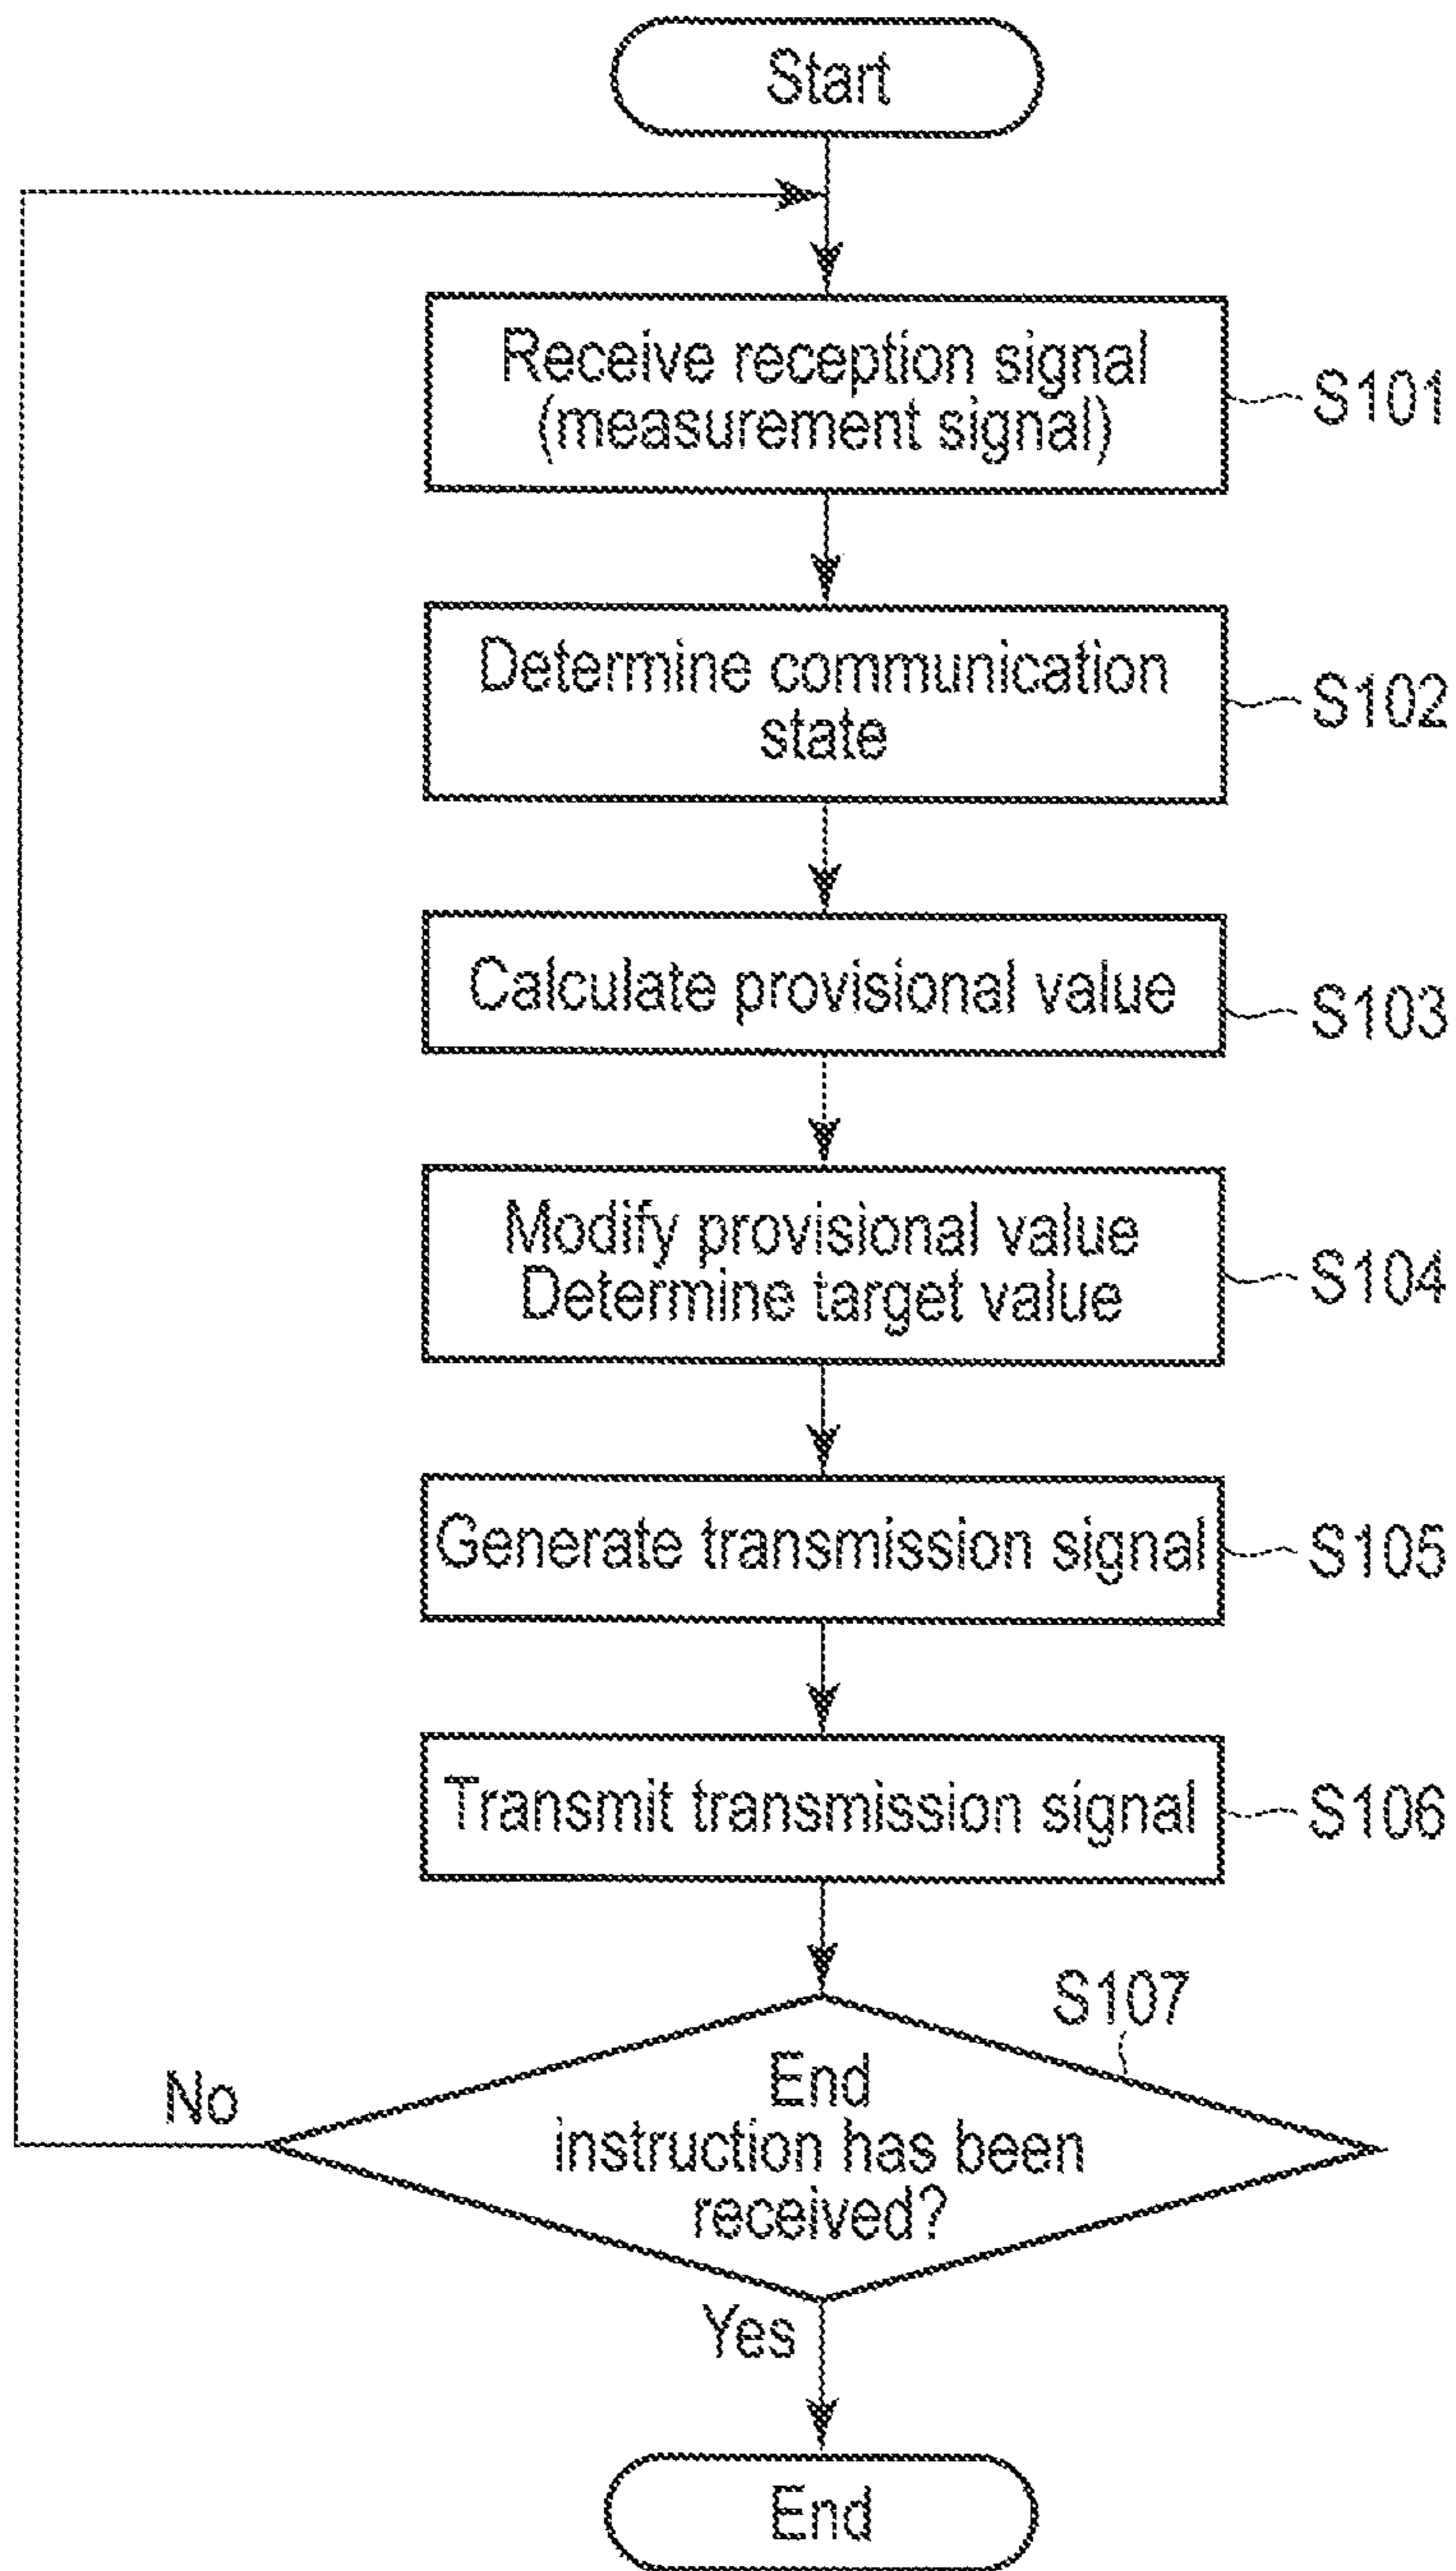 Start
Receive reception signal
(measurement signal)
S101
Determine communication
state
S102
Calculate provisional value
S103
Modify provisional value
Determine target value
S104
Generate transmission signal
S105
Transmit transmission signal
S106
S107
No
End
instruction has been
received?
Yes
End